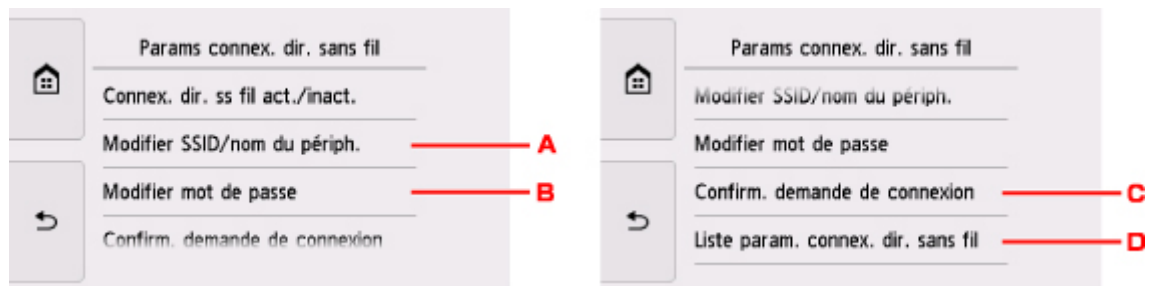 Params connex. dir. sans fil
Connex. dir. ss fil act./inact.
Modifier SSID/nom du périph.
A
Modifier mot de passe
B
Confirm. demande de connexion
Params connex. dir. sans fil
Modifier SSID/nom du périph.
Modifier mot de passe
Confirm. demande de connexion
C
Liste param. connex. dir. sans fil
D